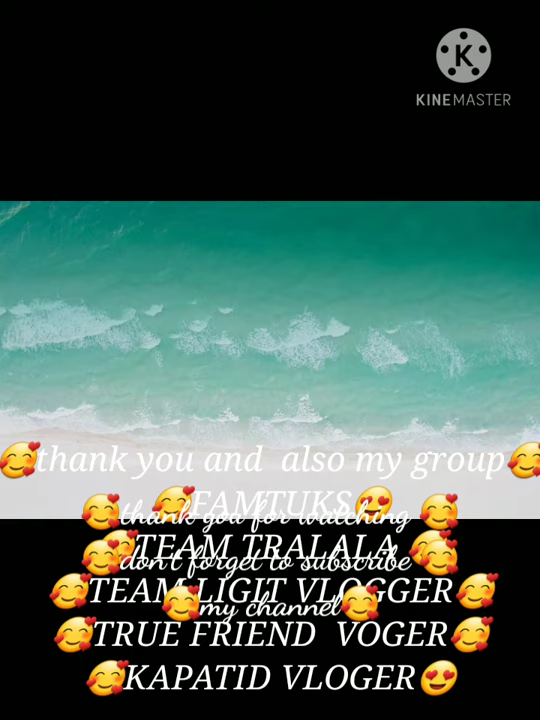 KINEMASTER
🥰thank you and also my group🥰
🥰FAMTUKS😍
🥰thank you for watching🥰
🥰TEAM TRALALA🥰
🥰don't forget to subscribe🥰
🥰TEAM LIGIT VLOGGER🥰
🥰my channel🥰
🥰TRUE FRIEND VOGER🥰
🥰KAPATID VLOGER😍